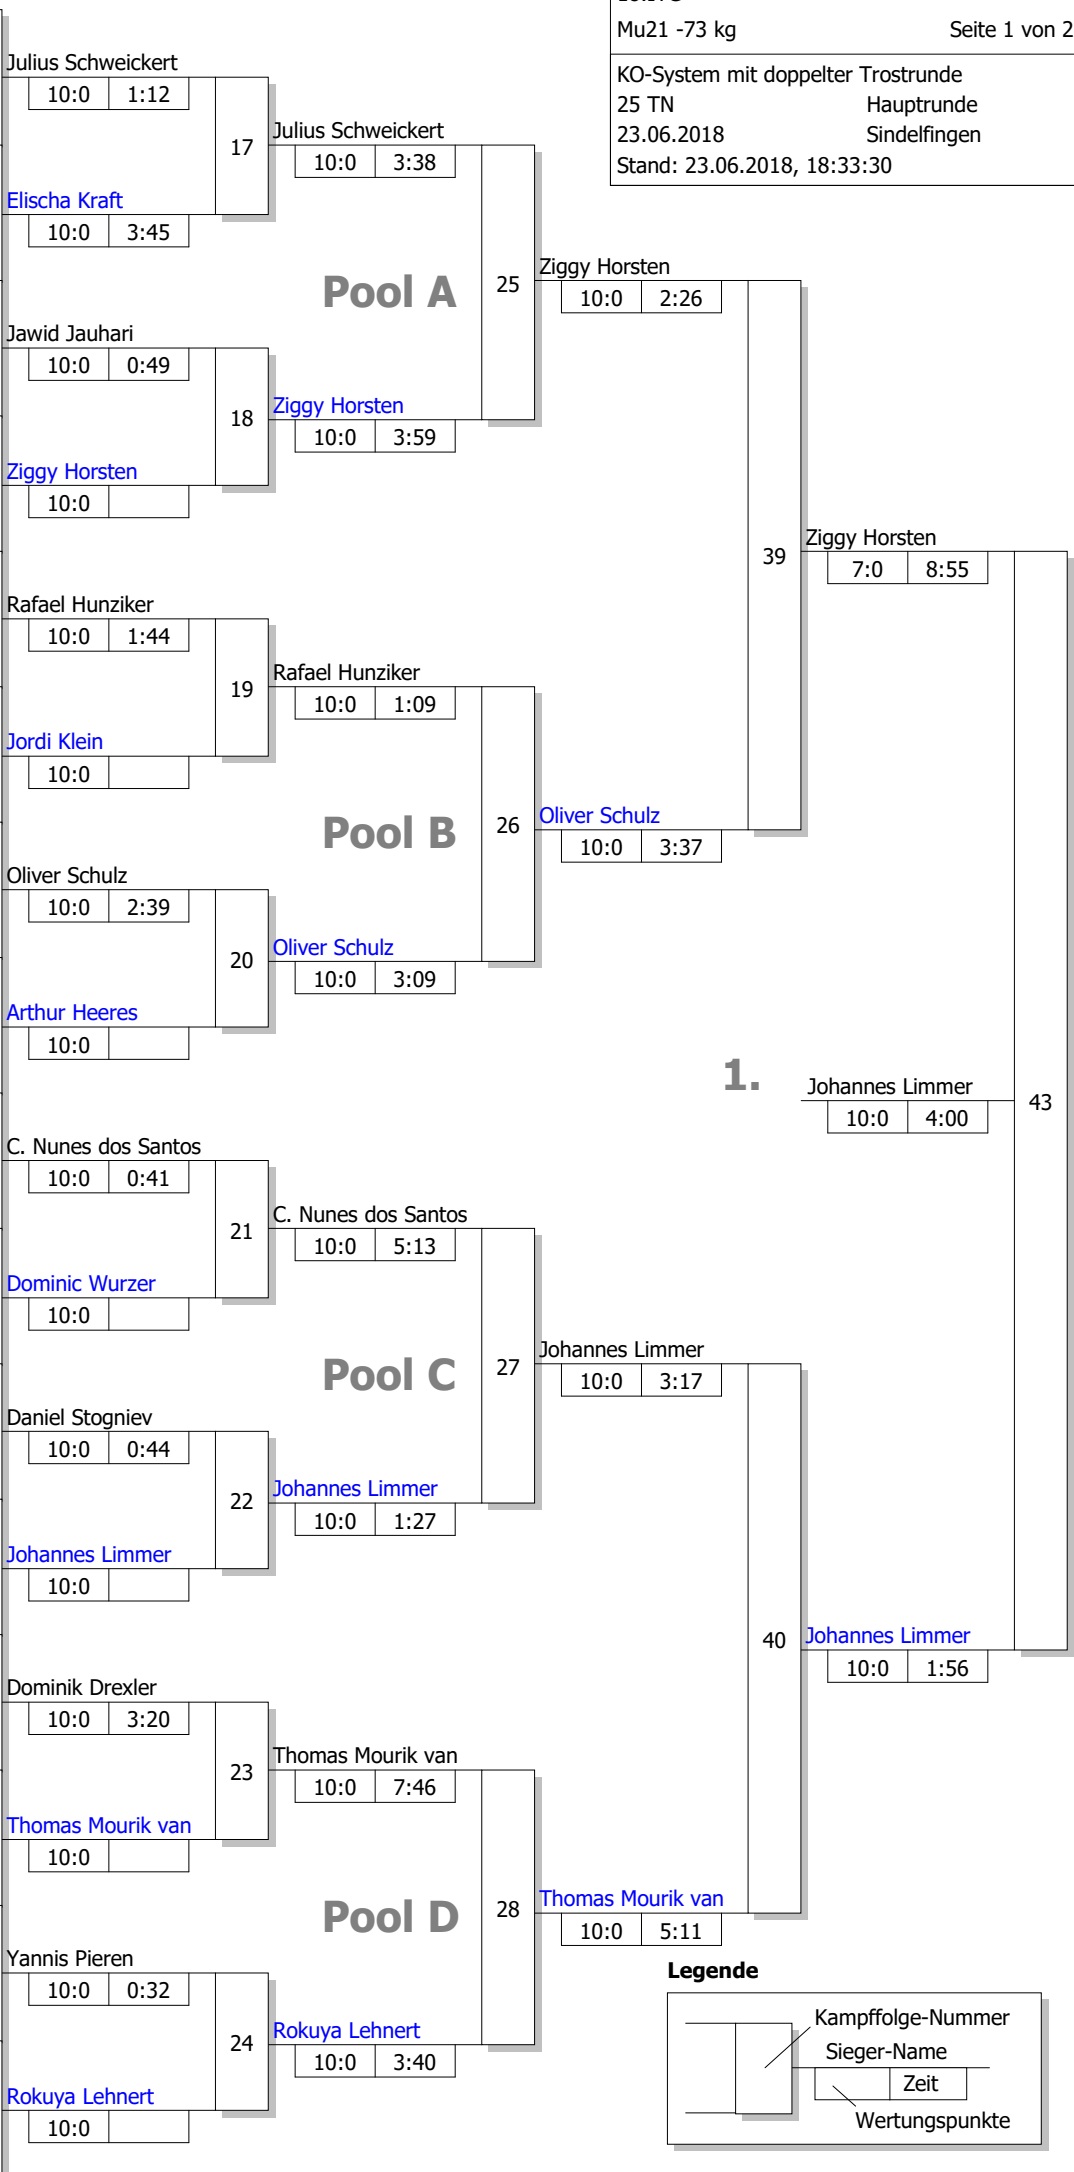 Mu21 -73 kg Seite 1 von 2
KO-System mit doppelter Trostrunde
25 TN Hauptrunde
23.06.2018 Sindelfingen
Stand: 23.06.2018, 18:33:30
Julius Schweickert
10:0 1:12
17
Julius Schweickert
10:0 3:38
Elischa Kraft
10:0 3:45
Pool A
25
Ziggy Horsten
10:0 2:26
Jawid Jauhari
10:0 0:49
18
Ziggy Horsten
10:0 3:59
Ziggy Horsten
10:0
39
Ziggy Horsten
7:0 8:55
Rafael Hunziker
10:0 1:44
19
Rafael Hunziker
10:0 1:09
Jordi Klein
10:0
Pool B
26
Oliver Schulz
10:0 3:37
Oliver Schulz
10:0 2:39
20
Oliver Schulz
10:0 3:09
Arthur Heeres
10:0
1.
Johannes Limmer
10:0 4:00
43
C. Nunes dos Santos
10:0 0:41
21
C. Nunes dos Santos
10:0 5:13
Dominic Wurzer
10:0
Pool C
27
Johannes Limmer
10:0 3:17
Daniel Stogniev
10:0 0:44
22
Johannes Limmer
10:0 1:27
Johannes Limmer
10:0
40
Johannes Limmer
10:0 1:56
Dominik Drexler
10:0 3:20
23
Thomas Mourik van
10:0 7:46
Thomas Mourik van
10:0
Pool D
28
Thomas Mourik van
10:0 5:11
Yannis Pieren
10:0 0:32
24
Rokuya Lehnert
10:0 3:40
Rokuya Lehnert
10:0
Legende
Kampffolge-Nummer
Sieger-Name
Zeit
Wertungspunkte